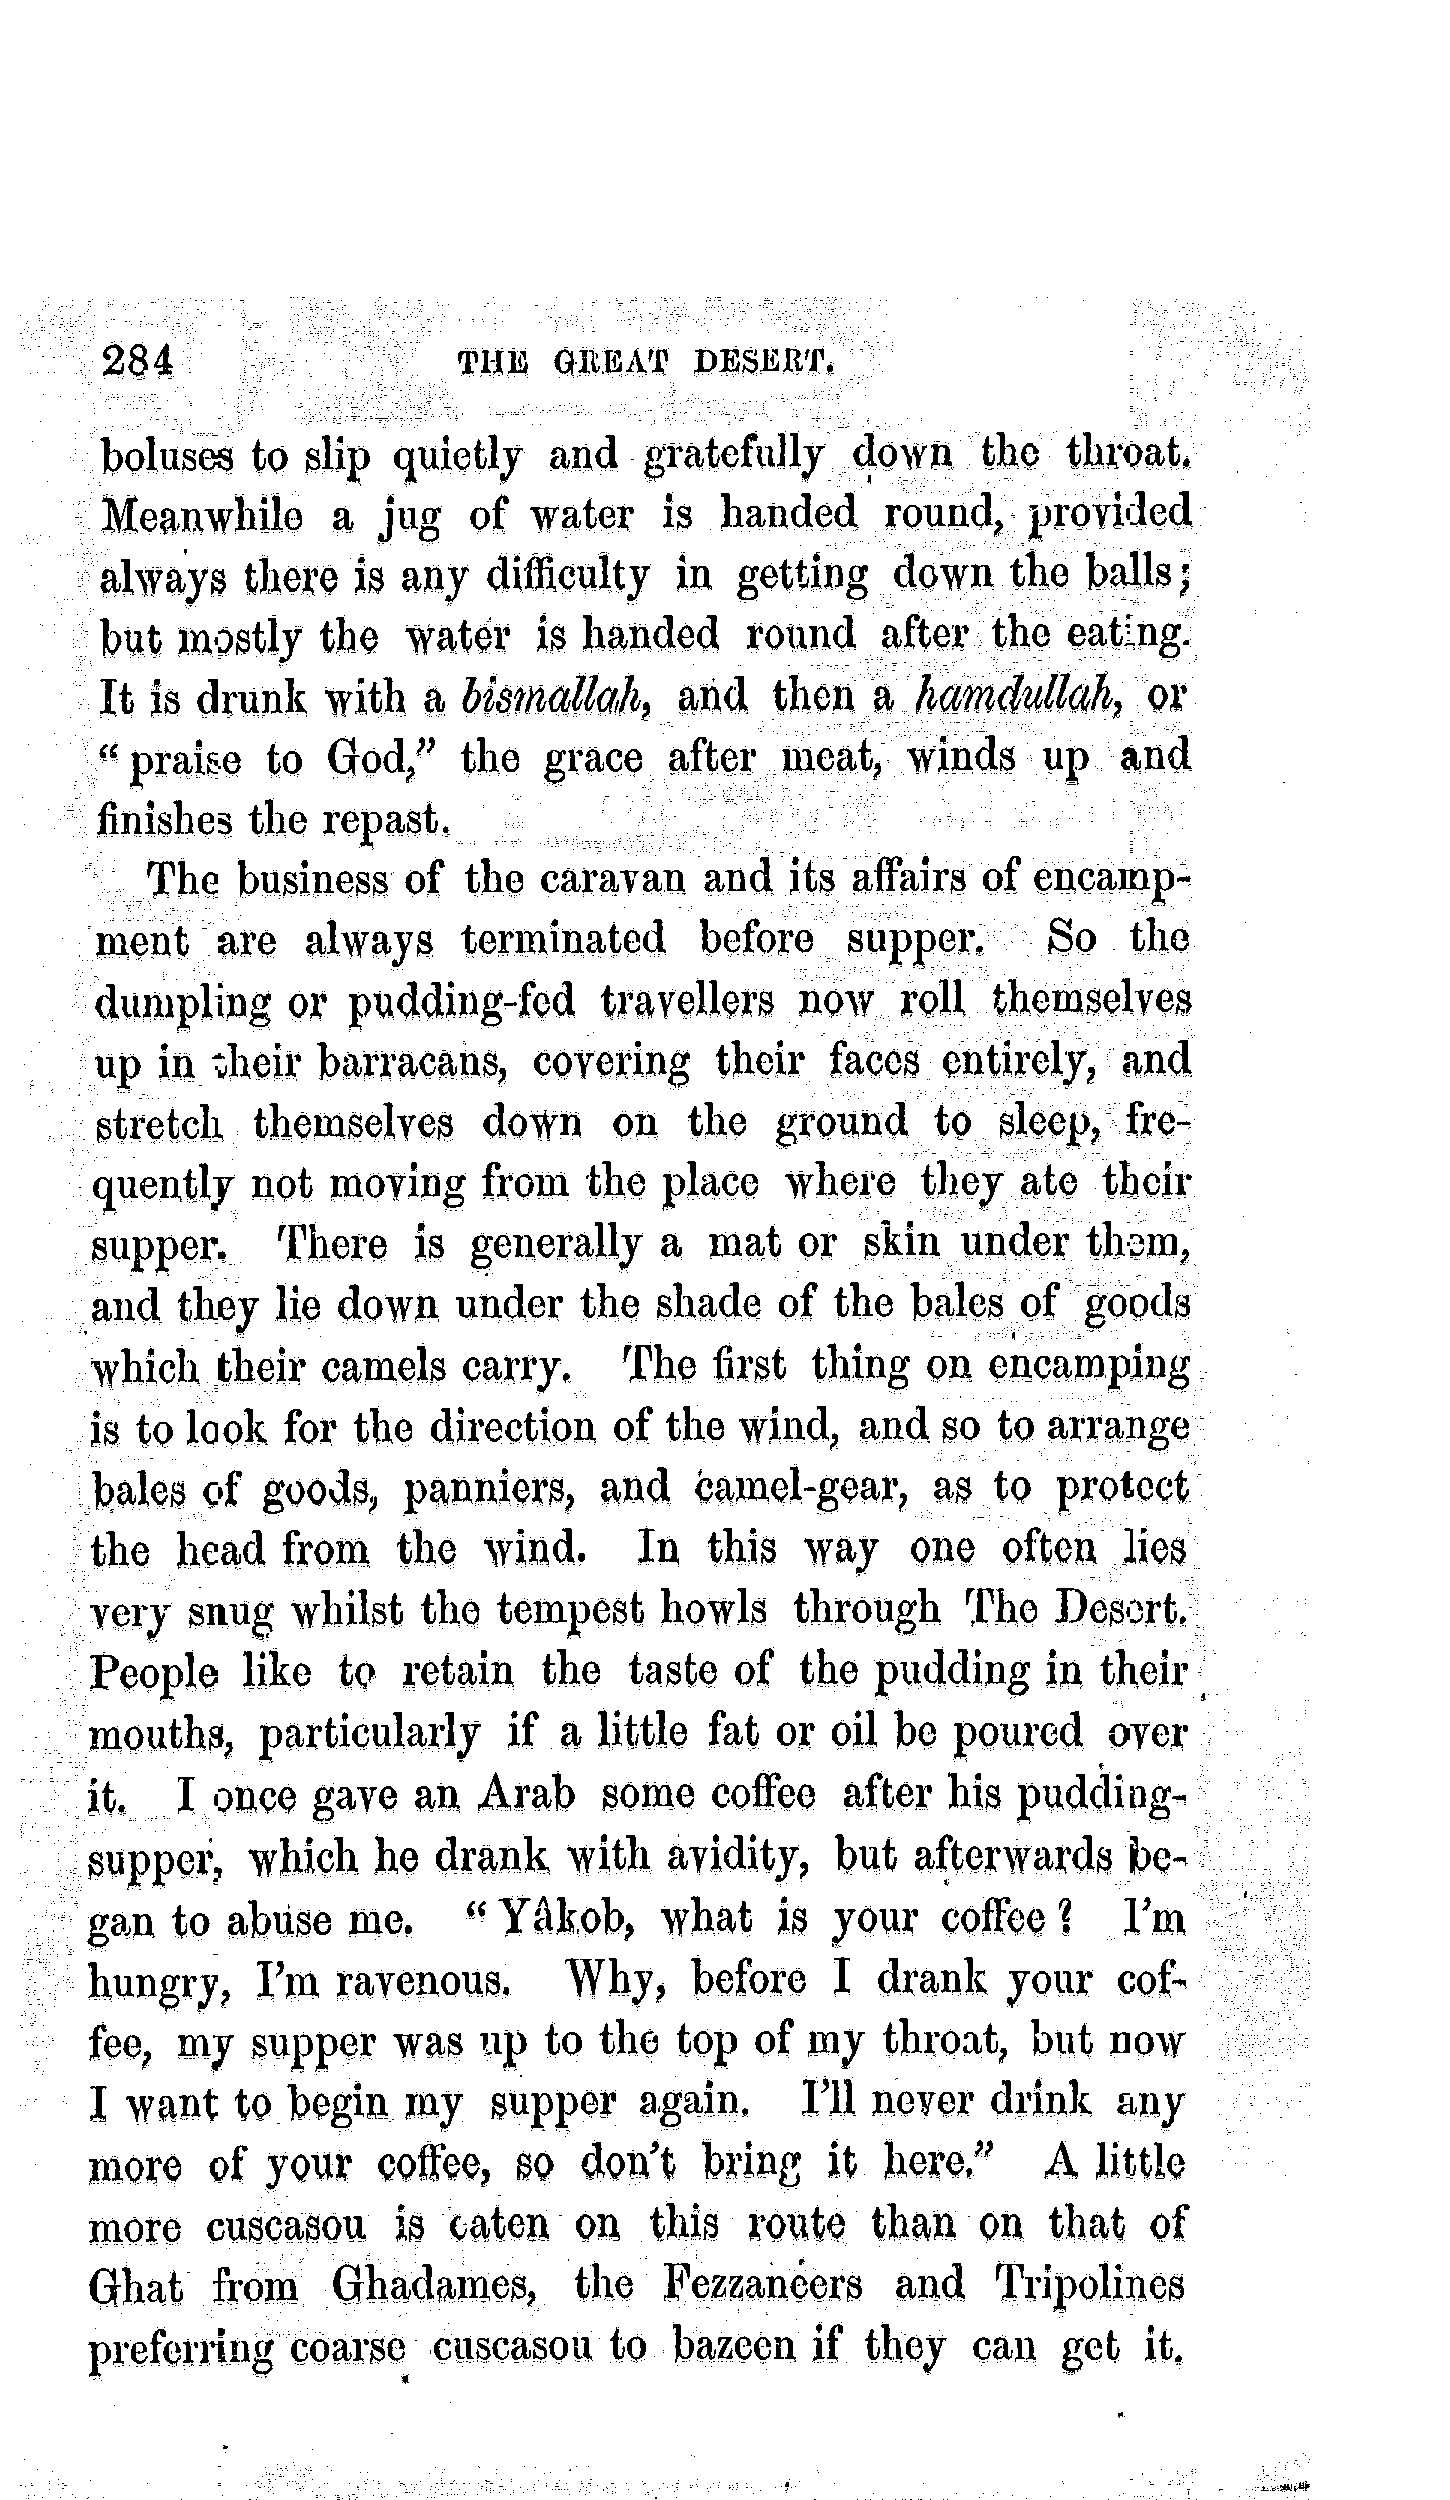 284 THE GREAT DESERT.
boluses to slip quietly and gratefully down the throat.
Meanwhile a jug of water is handed round, provided
always there is any difficulty in getting down the balls;
but mostly the water is handed round after the eating.
It is drunk with a bismallah, and then a hamdullah, or
“praise to God,” the grace after meat, winds up and
finishes the repast.
The business of the caravan and its affairs of encamp-
ment are always terminated before supper. So the
dumpling or pudding-fed travellers now roll themselves
up in their barracans, covering their faces entirely, and
stretch themselves down on the ground to sleep, fre-
quently not moving from the place where they ate their
supper. There is generally a mat or skin under them,
and they lie down under the shade of the bales of goods
which their camels carry. The first thing on encamping
is to look for the direction of the wind, and so to arrange
bales of goods, panniers, and camel-gear, as to protect
the head from the wind. In this way one often lies
very snug whilst the tempest howls through The Desert.
People like to retain the taste of the pudding in their
mouths, particularly if a little fat or oil be poured over
it. I once gave an Arab some coffee after his pudding-
supper, which he drank with avidity, but afterwards be-
gan to abuse me. “Yâkob, what is your coffee? I’m
hungry, I’m ravenous. Why, before I drank your cof-
fee, my supper was up to the top of my throat, but now
I want to begin my supper again. I’ll never drink any
more of your coffee, so don’t bring it here.” A little
more cuscasou is eaten on this route than on that of
Ghat from Ghadames, the Fezzaneers and Tripolines
preferring coarse cuscasou to bazeen if they can get it.